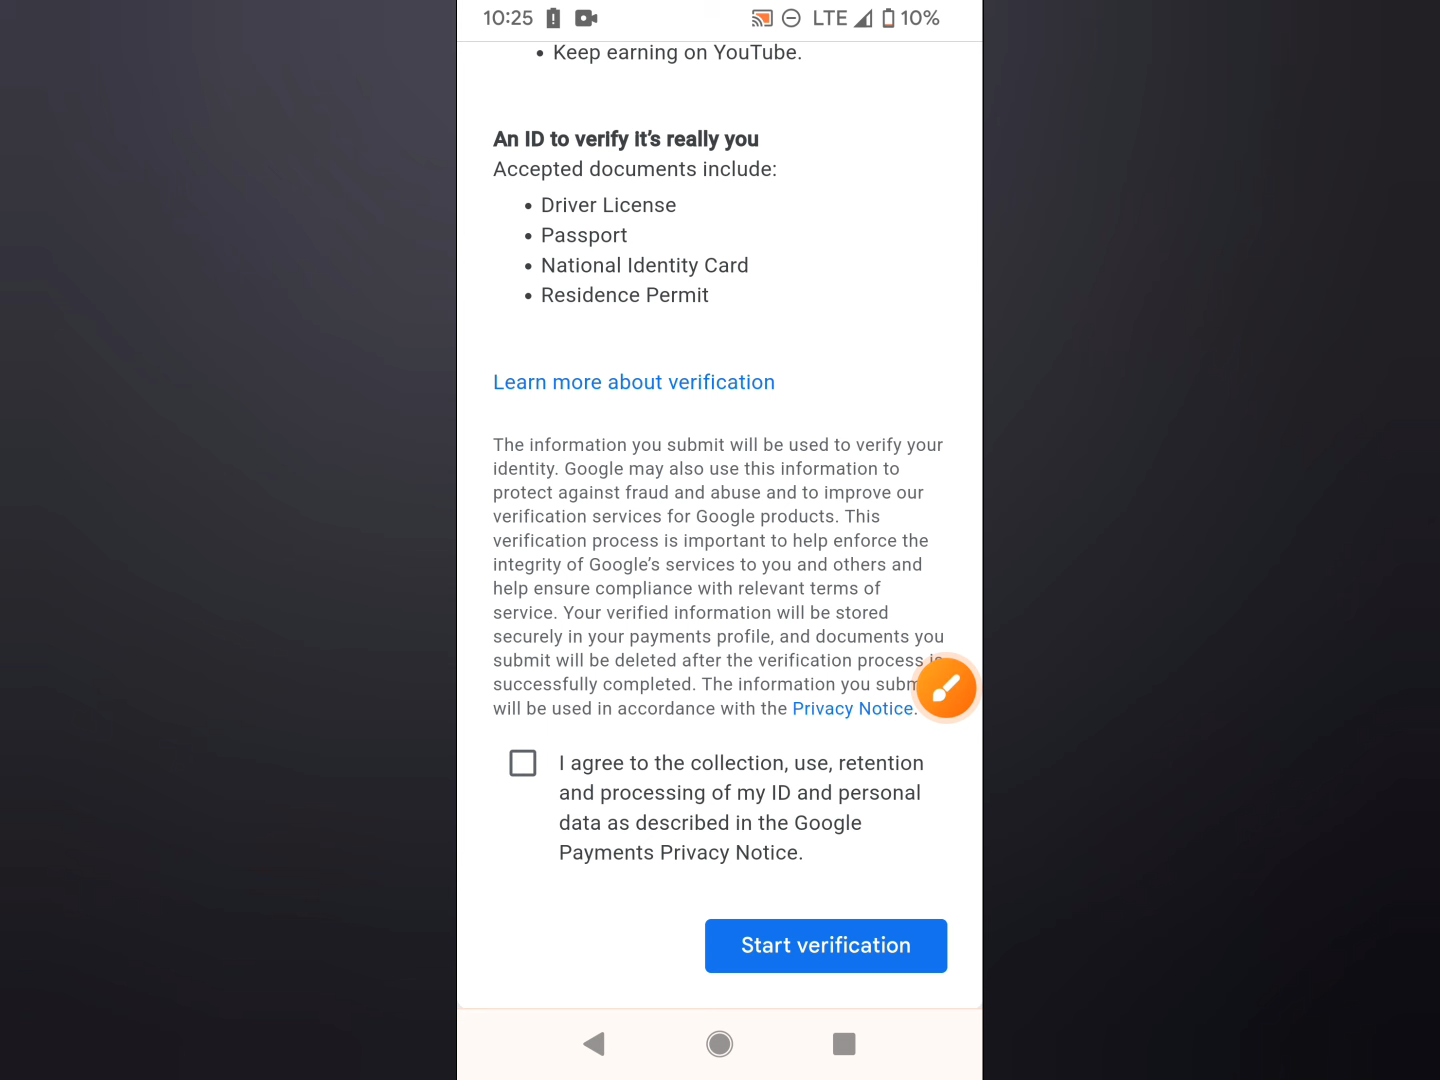 10:25 LTE 10%
• Keep earning on YouTube.
An ID to verify it’s really you
Accepted documents include:
• Driver License
• Passport
• National Identity Card
• Residence Permit
Learn more about verification
The information you submit will be used to verify your
identity. Google may also use this information to
protect against fraud and abuse and to improve our
verification services for Google products. This
verification process is important to help enforce the
integrity of Google’s services to you and others and
help ensure compliance with relevant terms of
service. Your verified information will be stored
securely in your payments profile, and documents you
submit will be deleted after the verification process is
successfully completed. The information you subm
will be used in accordance with the Privacy Notice.
I agree to the collection, use, retention
and processing of my ID and personal
data as described in the Google
Payments Privacy Notice.
Start verification